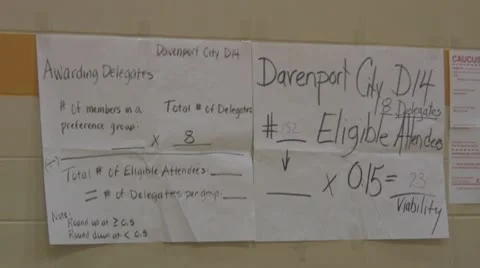 Davenport City D14
Awarding Delegates
# of members in a preference group: ___ x Total # of Delegates 8
(÷)
Total # of Eligible Attendees: ___
= # of Delegates per group: ___
Note:
Round up at ≥ 0.5
Round down at < 0.5
Davenport City D14
8 Delegates
# 152 Eligible Attendees
___ x 0.15 = 23
Viability
CAUCUS